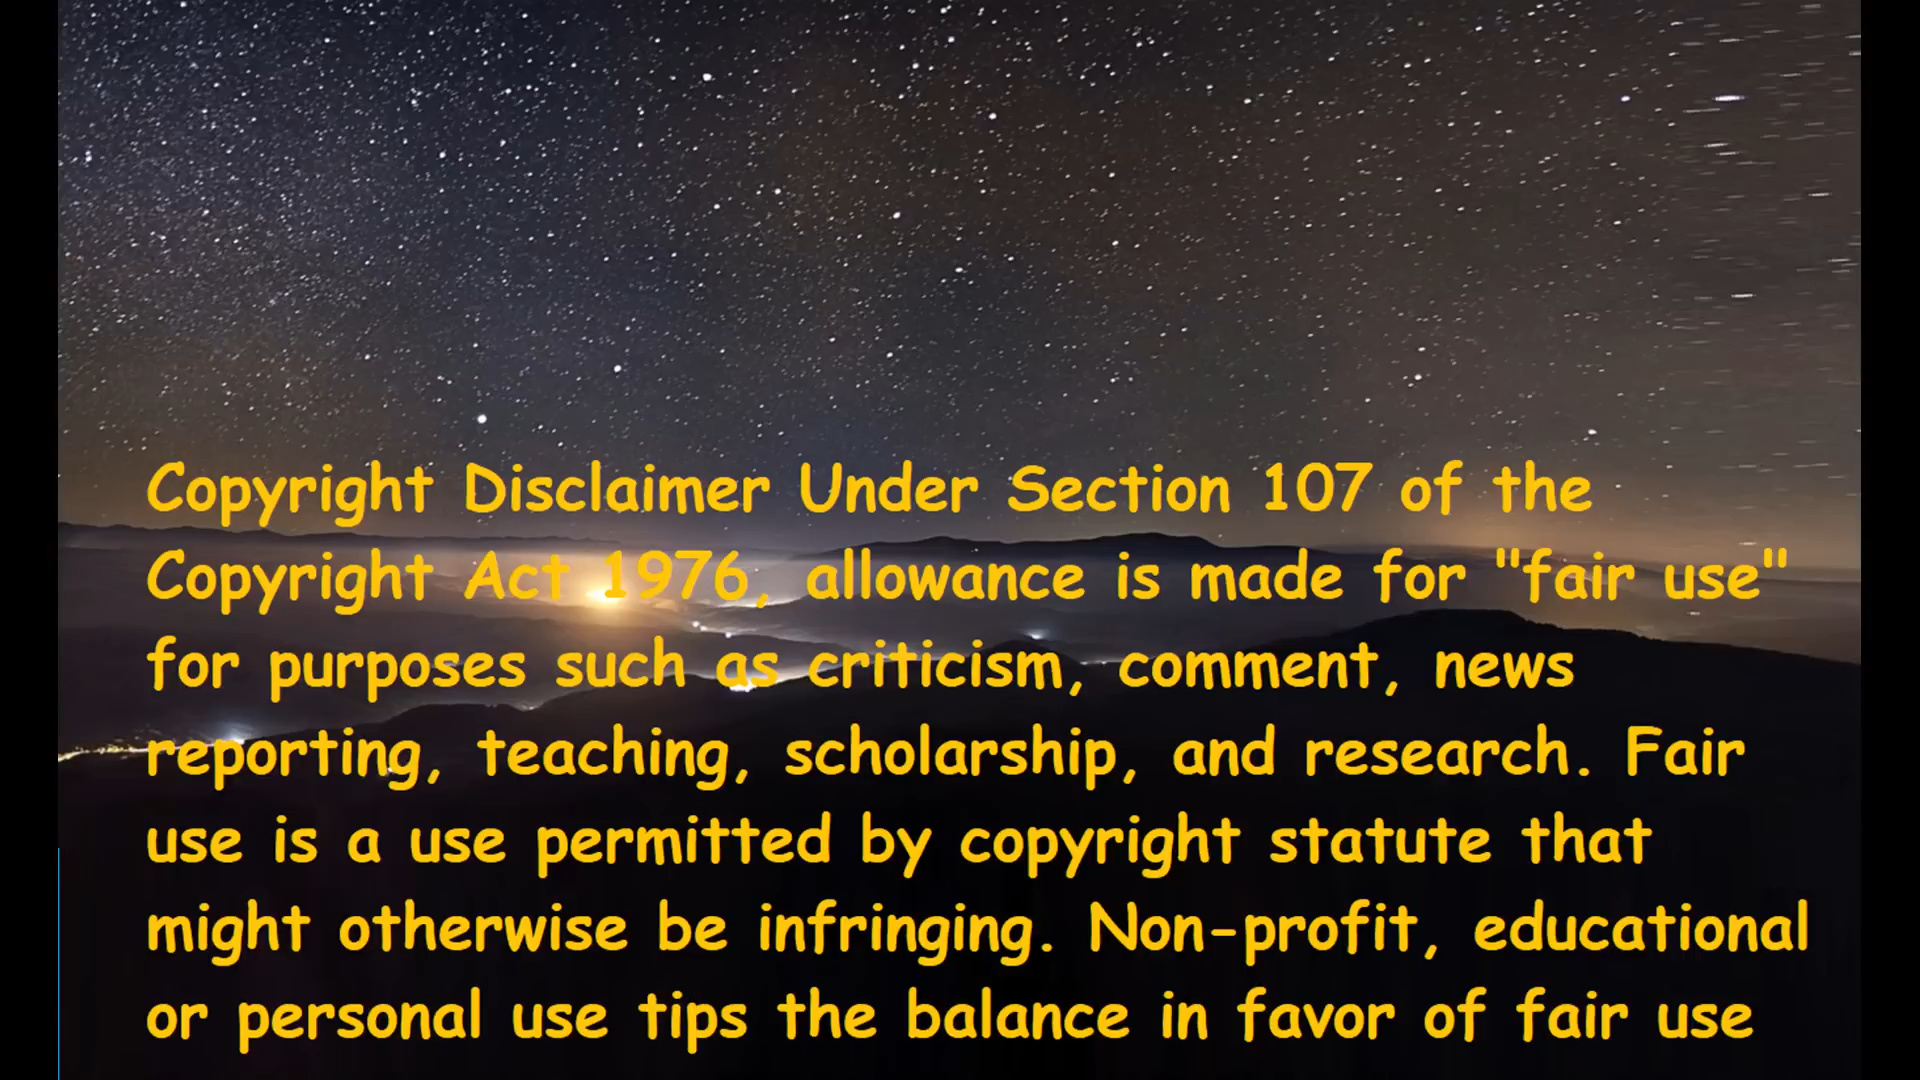 Copyright Disclaimer Under Section 107 of the
Copyright Act 1976, allowance is made for "fair use"
for purposes such as criticism, comment, news
reporting, teaching, scholarship, and research. Fair
use is a use permitted by copyright statute that
might otherwise be infringing. Non-profit, educational
or personal use tips the balance in favor of fair use